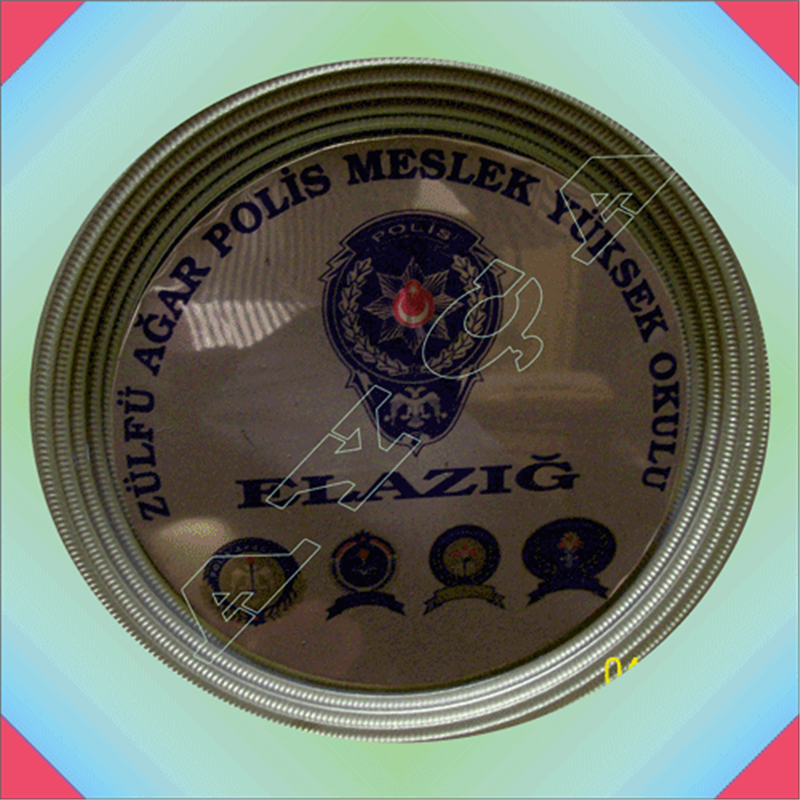 ZÜLFÜ AĞAR POLİS MESLEK YÜKSEK OKULU
POLİS
ELAZIĞ